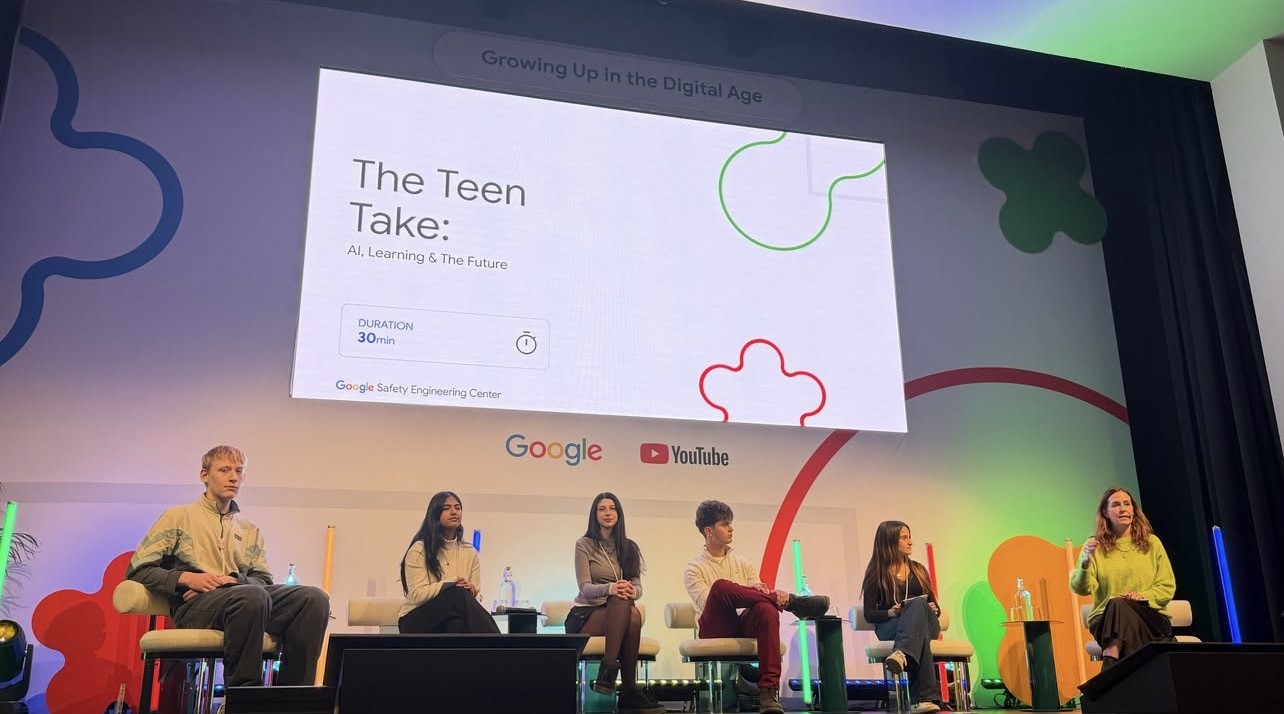 Growing Up in the Digital Age
The Teen
Take:
AI, Learning & The Future
DURATION
30min
Google Safety Engineering Center
Google
YouTube